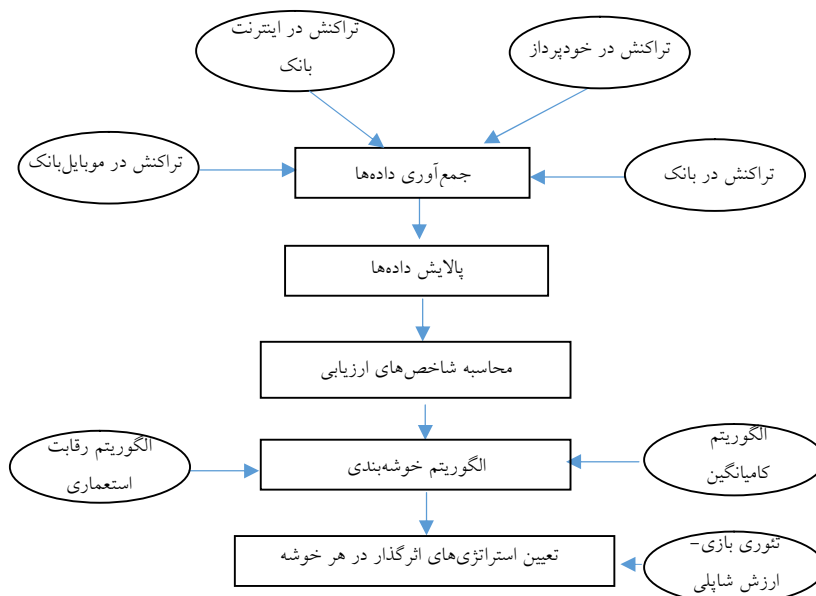 تراکنش در اینترنت
بانک
تراکنش در خودپرداز
تراکنش در موبایل‌بانک
جمع‌آوری داده‌ها
تراکنش در بانک
پالایش داده‌ها
محاسبه شاخص‌های ارزیابی
الگوریتم رقابت
استعماری
الگوریتم خوشه‌بندی
الگوریتم
کامیانگین
تعیین استراتژی‌های اثرگذار در هر خوشه
تئوری بازی-
ارزش شاپلی